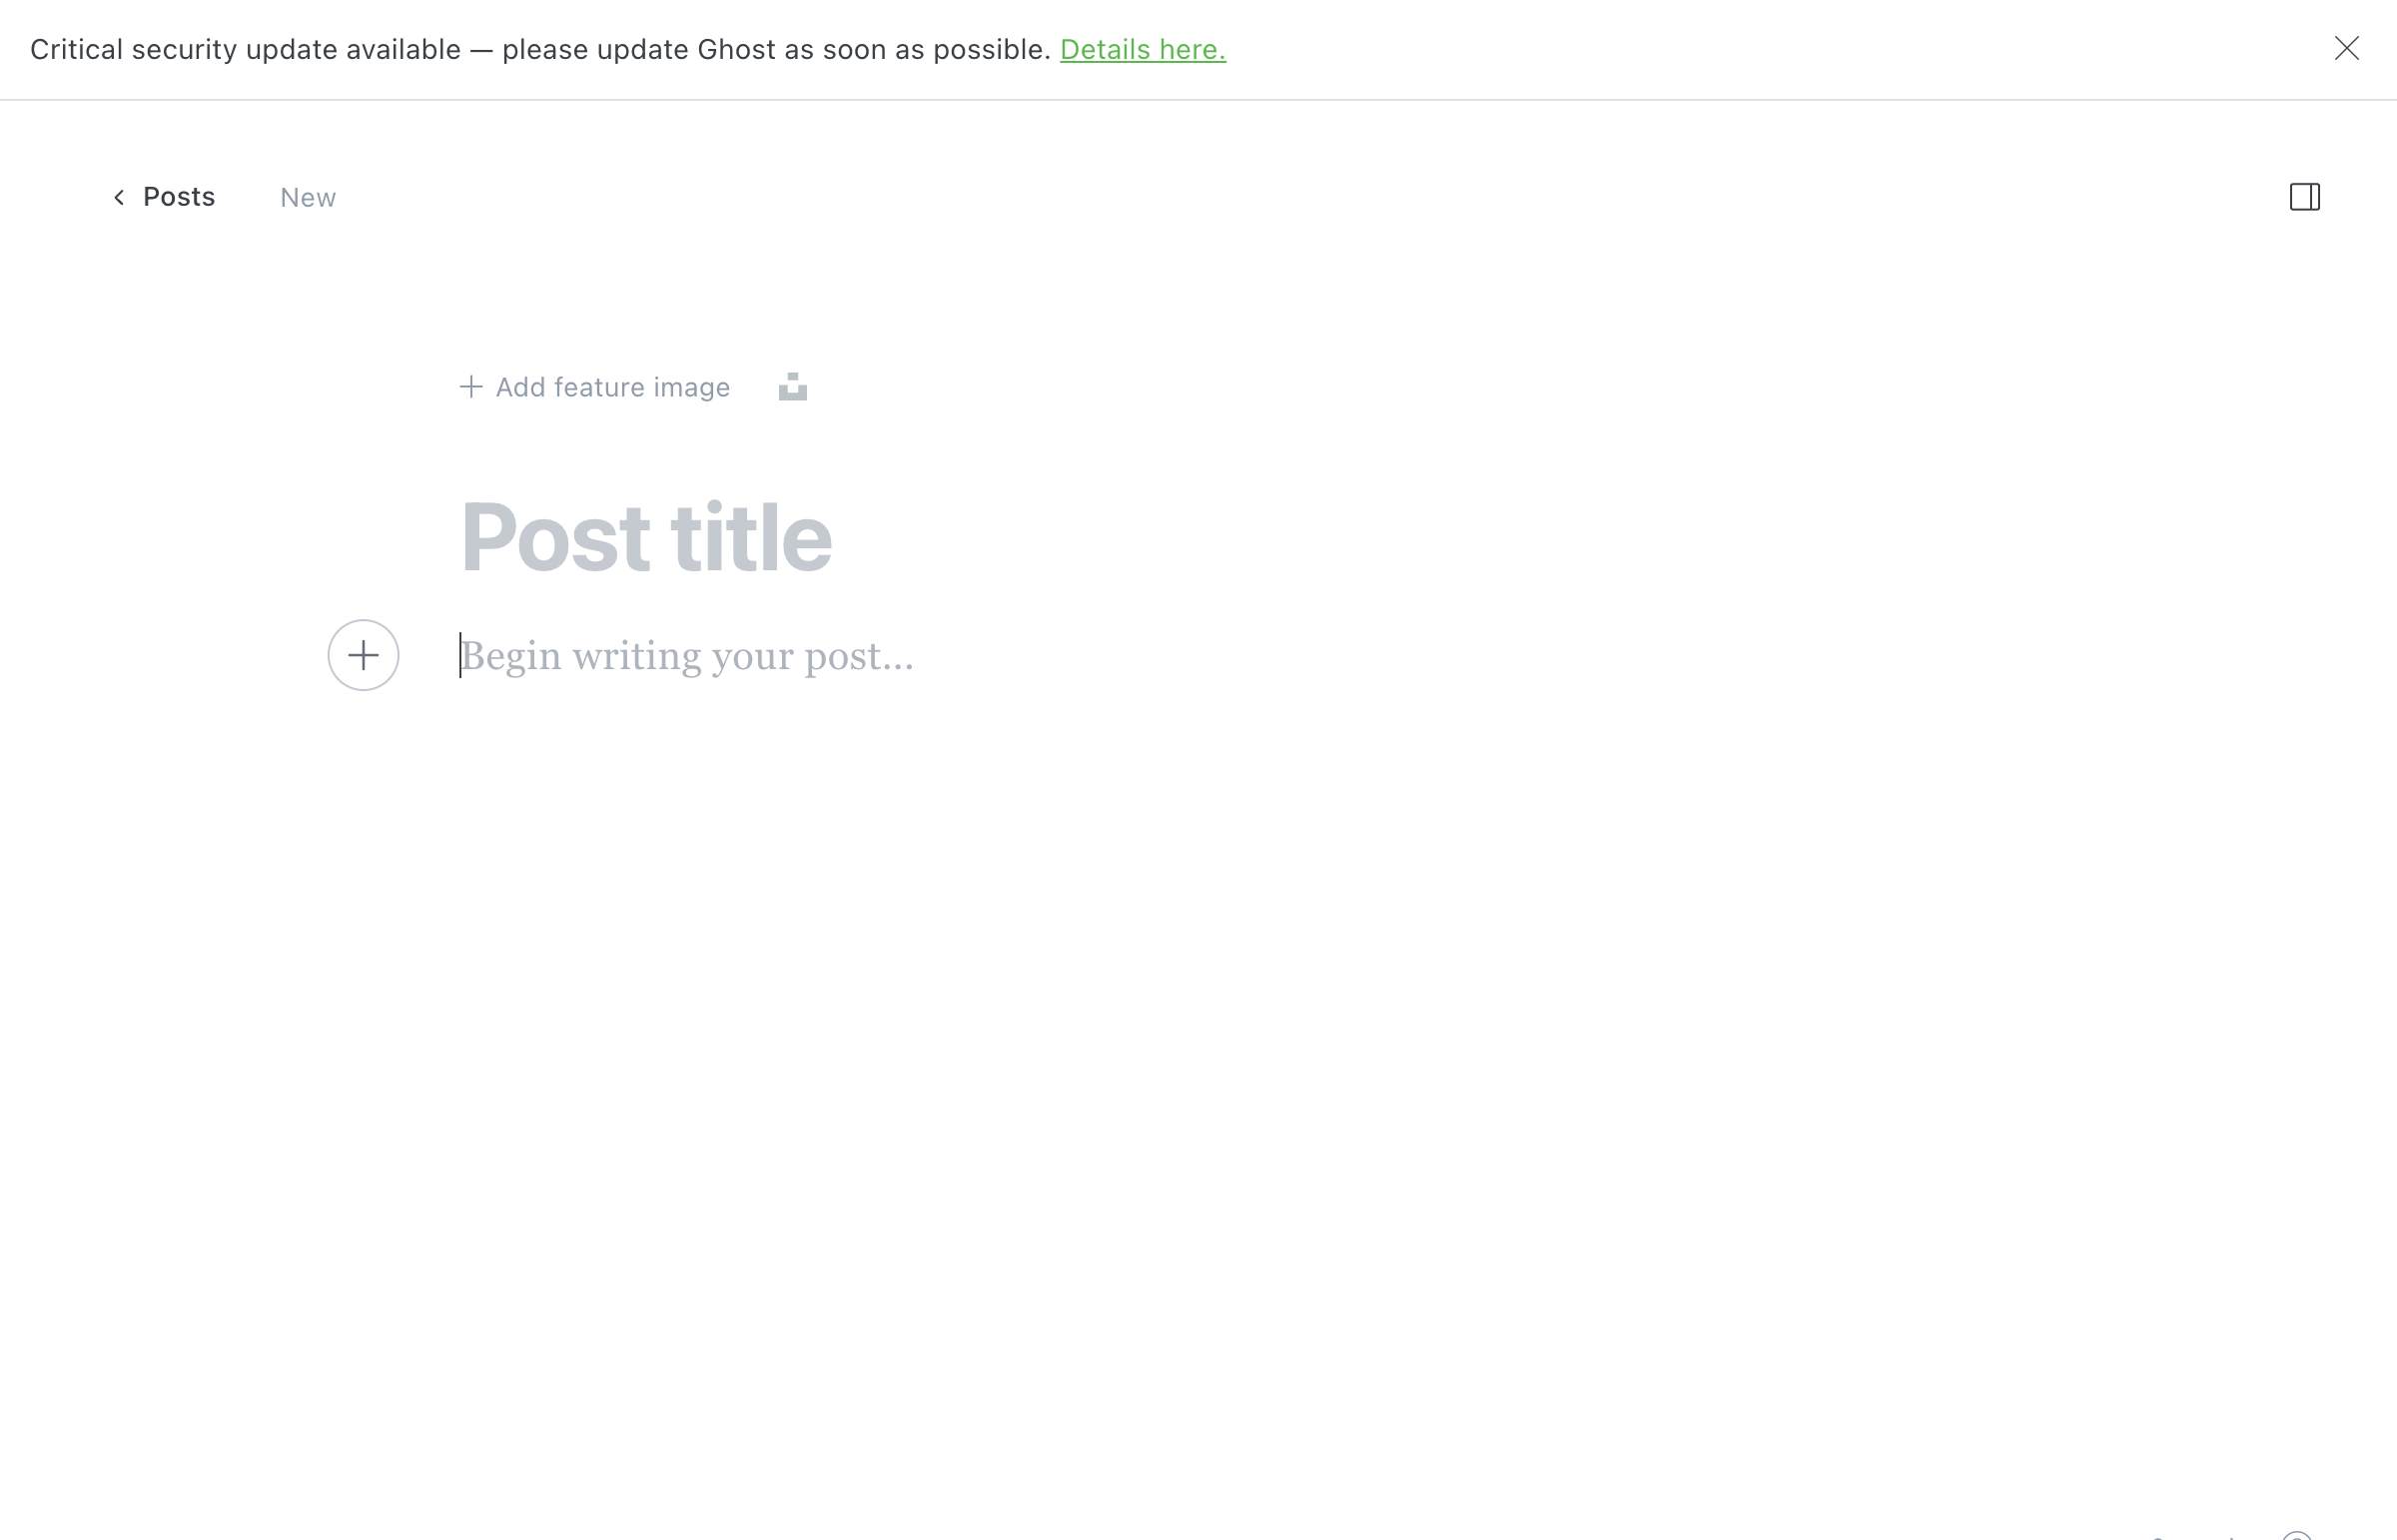 Critical security update available — please update Ghost as soon as possible. Details here.
Posts New
Add feature image
Post title
Begin writing your post...